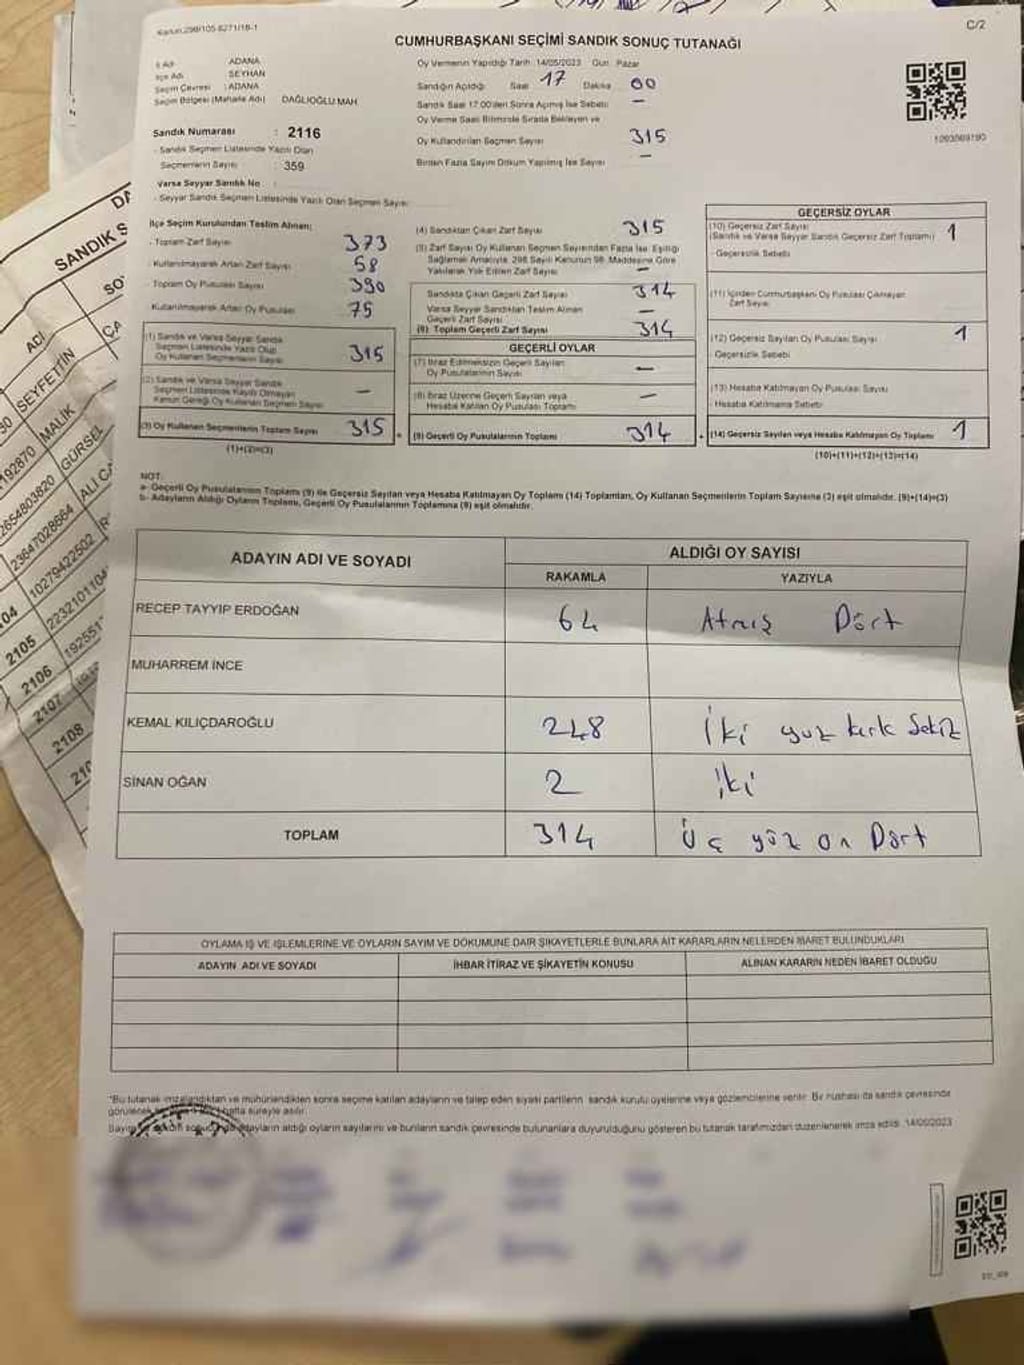 C/2
CUMHURBAŞKANI SEÇİMİ SANDIK SONUÇ TUTANAĞI
İl Adı ADANA
İlçe Adı SEYHAN
Seçim Çevresi : ADANA
Seçim Bölgesi (Mahalle Adı) DAĞLIOĞLU MAH.
Sandık Numarası : 2116
- Sandık Seçmen Listesinde Yazılı Olan
Seçmenlerin Sayısı : 359
Varsa Seyyar Sandık No :
- Seyyar Sandık Seçmen Listesinde Yazılı Olan Seçmen Sayısı
Oy Vermenin Yapıldığı Tarih: 14/05/2023 Gün: Pazar
Sandığın Açıldığı Saat 17 Dakika 00
Sandık Saat 17.00'den Sonra Açılmış İse Sebebi —
Oy Verme Saati Bitiminde Sırada Bekleyen ve
Oy Kullandırılan Seçmen Sayısı 315
Birden Fazla Sayım Döküm Yapılmış İse Sayısı —
İlçe Seçim Kurulundan Teslim Alınan;
- Toplam Zarf Sayısı 373
- Kullanılmayarak Artan Zarf Sayısı 58
- Toplam Oy Pusulası Sayısı 390
- Kullanılmayarak Artan Oy Pusulası 75
(1) Sandık ve Varsa Seyyar Sandık
Seçmen Listesinde Yazılı Olup
Oy Kullanan Seçmenlerin Sayısı 315
(2) Sandık ve Varsa Seyyar Sandık
Seçmen Listesinde Kaydı Olmayan
Kanun Gereği Oy Kullanan Seçmen Sayısı —
(3) Oy Kullanan Seçmenlerin Toplam Sayısı 315
(1)+(2)=(3)
(4) Sandıktan Çıkan Zarf Sayısı 315
(5) Zarf Sayısı Oy Kullanan Seçmen Sayısından Fazla İse, Eşitliği
Sağlamak Amacıyla, 298 Sayılı Kanunun 98. Maddesine Göre
Yakılarak Yok Edilen Zarf Sayısı —
Sandıkta Çıkan Geçerli Zarf Sayısı 314
Varsa Seyyar Sandıktan Teslim Alınan
Geçerli Zarf Sayısı —
(6) Toplam Geçerli Zarf Sayısı 314
GEÇERLİ OYLAR
(7) İtiraz Edilmeksizin Geçerli Sayılan
Oy Pusulalarının Sayısı —
(8) İtiraz Üzerine Geçerli Sayılan veya
Hesaba Katılan Oy Pusulası Toplamı —
(9) Geçerli Oy Pusulalarının Toplamı 314
GEÇERSİZ OYLAR
(10) Geçersiz Zarf Sayısı
(Sandık ve Varsa Seyyar Sandık Geçersiz Zarf Toplamı) 1
- Geçersizlik Sebebi
(11) İçinden Cumhurbaşkanı Oy Pusulası Çıkmayan
Zarf Sayısı
(12) Geçersiz Sayılan Oy Pusulası Sayısı 1
Geçersizlik Sebebi
(13) Hesaba Katılmayan Oy Pusulası Sayısı
- Hesaba Katılmama Sebebi
(14) Geçersiz Sayılan veya Hesaba Katılmayan Oy Toplamı 1
(10)+(11)+(12)+(13)=(14)
NOT:
a- Geçerli Oy Pusulalarının Toplamı (9) ile Geçersiz Sayılan veya Hesaba Katılmayan Oy Toplamı (14) Toplamları, Oy Kullanan Seçmenlerin Toplam Sayısına (3) eşit olmalıdır. (9)+(14)=(3)
b- Adayların Aldığı Oyların Toplamı, Geçerli Oy Pusulalarının Toplamına (9) eşit olmalıdır.
ADAYIN ADI VE SOYADI ALDIĞI OY SAYISI
RAKAMLA YAZIYLA
RECEP TAYYİP ERDOĞAN 64 Atmış Dört
MUHARREM İNCE
KEMAL KILIÇDAROĞLU 248 İki yuz kırk Sekiz
SİNAN OĞAN 2 İki
TOPLAM 314 Üç yüz on Dört
OYLAMA İŞ VE İŞLEMLERİNE VE OYLARIN SAYIM VE DÖKÜMÜNE DAİR ŞİKAYETLERLE BUNLARA AİT KARARLARIN NELERDEN İBARET BULUNDUKLARI
ADAYIN ADI VE SOYADI İHBAR İTİRAZ VE ŞİKAYETİN KONUSU ALINAN KARARIN NEDEN İBARET OLDUĞU
"Bu tutanak imzalandıktan ve mühürlendikten sonra seçime katılan adayların ve talep eden siyasi partilerin sandık kurulu üyelerine veya gözlemcilerine verilir. Bir nüshası da sandık çevresinde
hafta süreyle asılır.
adayların aldığı oyların sayılarını ve bunların sandık çevresinde bulunanlara duyurulduğunu gösteren bu tutanak tarafımızdan düzenlenerek imza edildi. 14/05/2023
SANDIK S
ADI
SEYFETİN
MALİK
GÜRSEL
ALİ CA
23647028664
10279422502
2105
2106
2107
2108